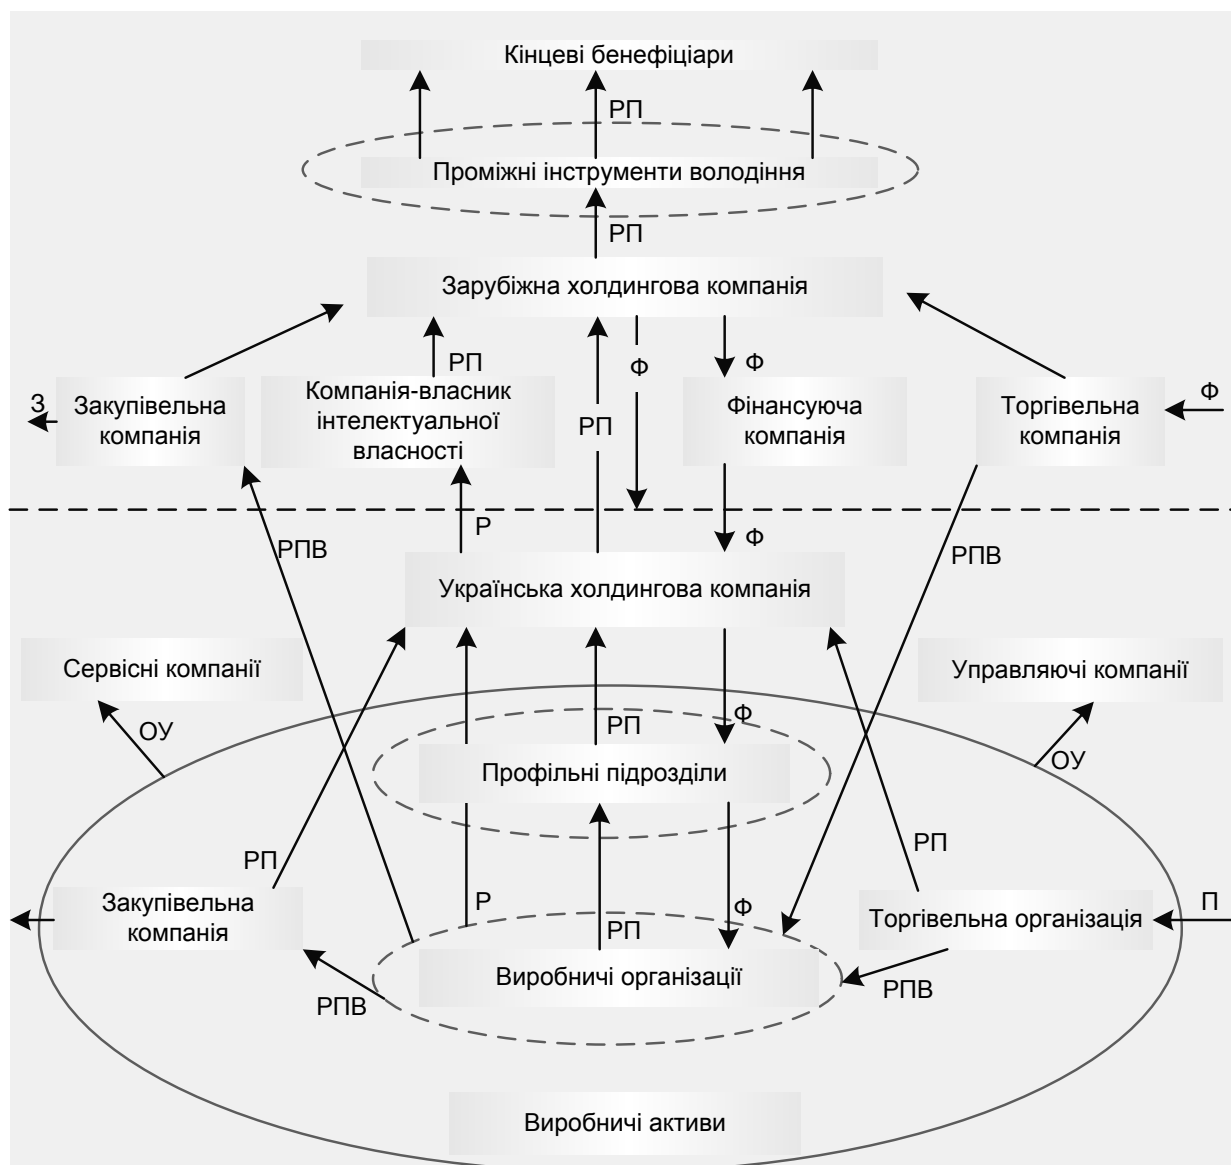 Кінцеві бенефіціари
РП
Проміжні інструменти володіння
РП
Зарубіжна холдингова компанія
РП
Ф
Ф
З
Закупівельна
компанія
Компанія-власник
інтелектуальної
власності
РП
Фінансуюча
компанія
Торгівельна
компанія
Ф
Р
Ф
РПВ
РПВ
Українська холдингова компанія
Сервісні компанії
Управляючі компанії
ОУ
РП
Ф
ОУ
Профільні підрозділи
РП
РП
Закупівельна
компанія
Р
РП
Ф
Торгівельна організація
П
Виробничі організації
РПВ
РПВ
Виробничі активи